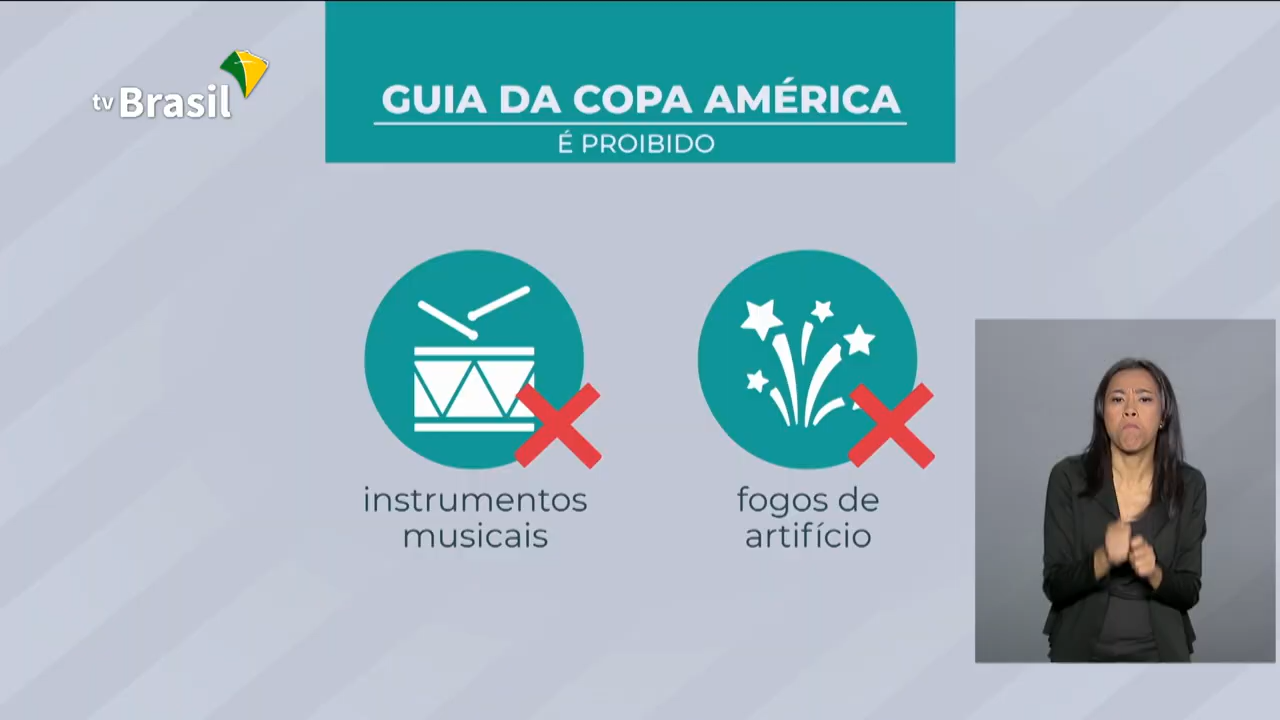 tv Brasil
GUIA DA COPA AMÉRICA
É PROIBIDO
instrumentos
musicais
fogos de
artifício